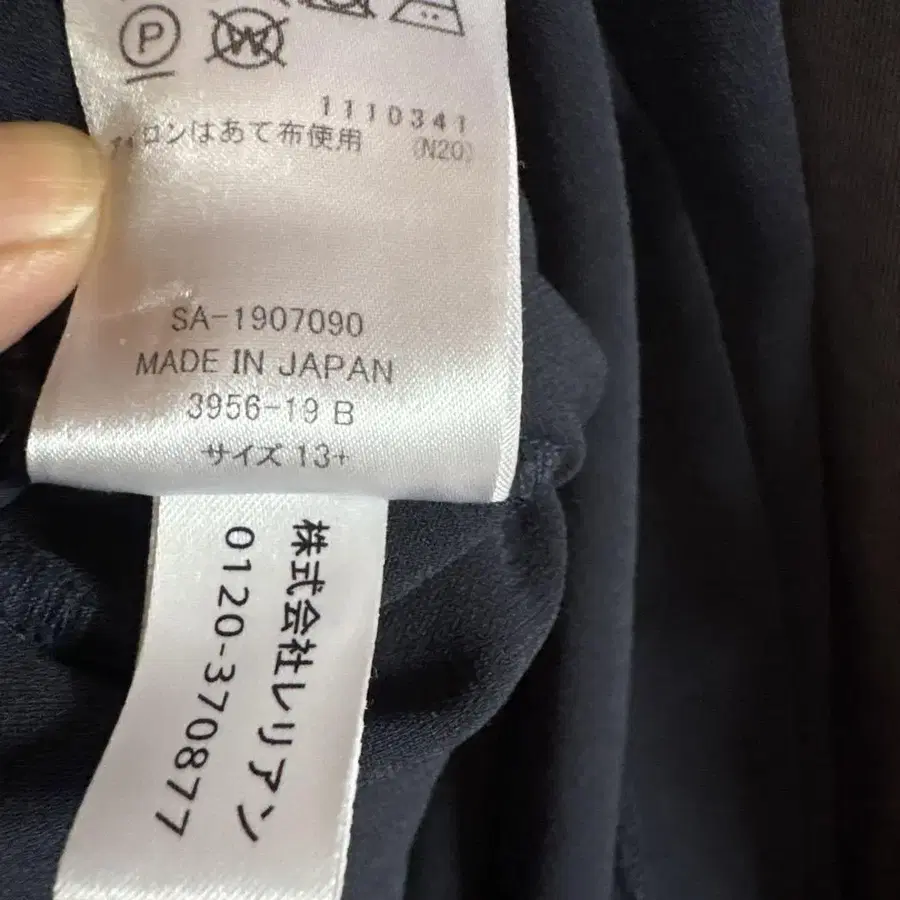 P
W
1110341
アイロンはあて布使用 (N20)
SA-1907090
MADE IN JAPAN
3956-19 B
サイズ 13+
株式会社レリアン
0120-370877